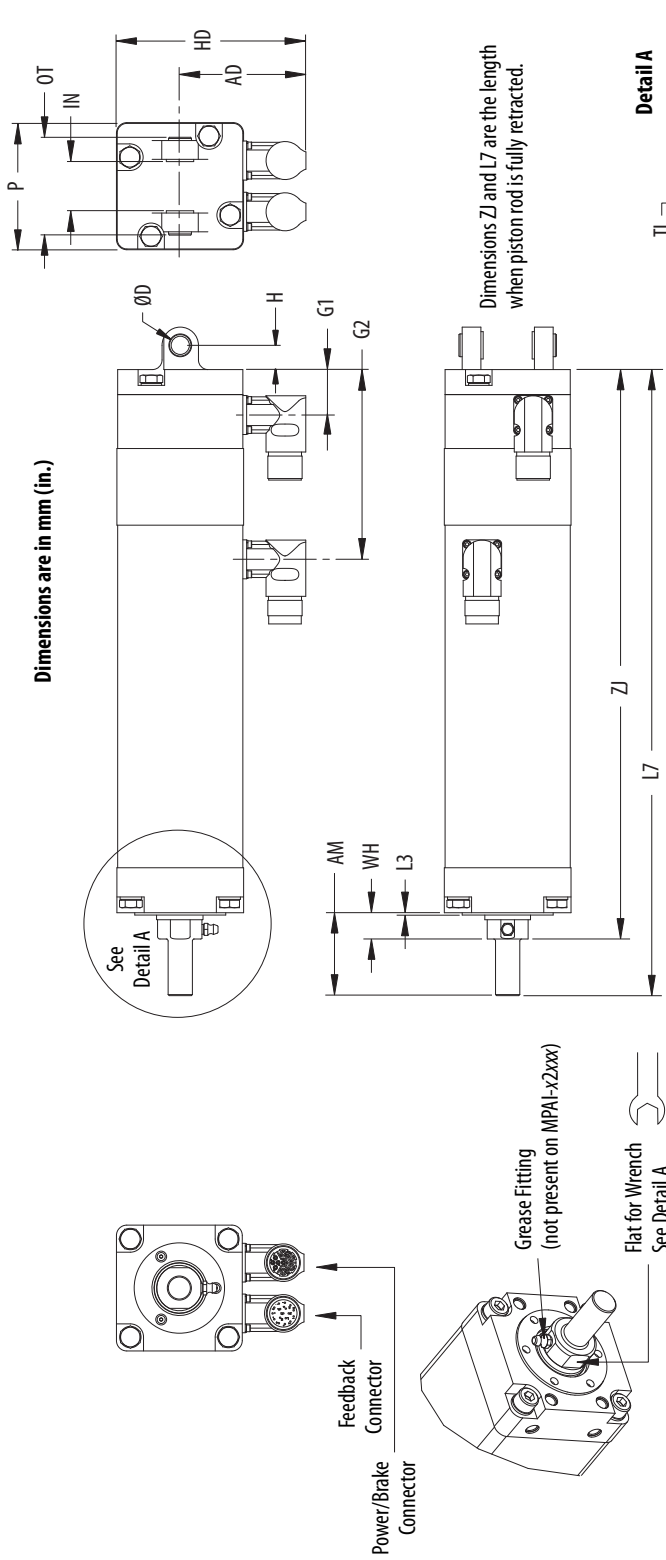 Dimensions are in mm (in.)
P
OT
IN
HD
AD
ØD
H
G1
G2
See
Detail A
AM
WH
L3
ZJ
L7
Dimensions ZJ and L7 are the length
when piston rod is fully retracted.
Detail A
Feedback
Connector
Power/Brake
Connector
Grease Fitting
(not present on MPAI-x2xxx)
Flat for Wrench
See Detail A